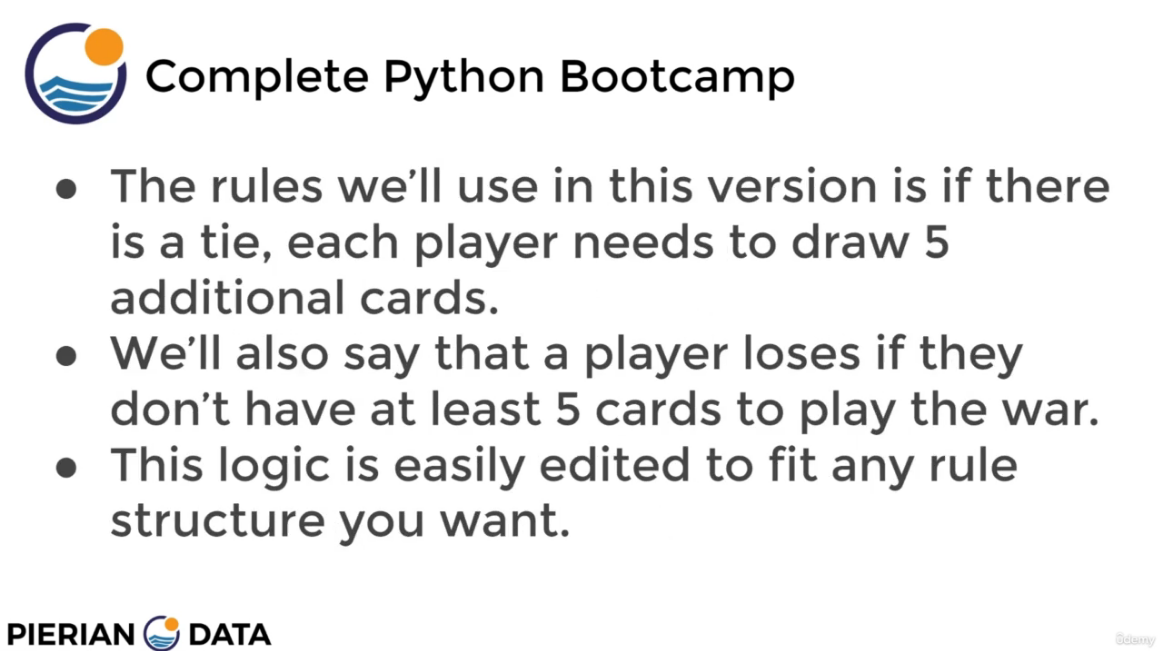 Complete Python Bootcamp
● The rules we’ll use in this version is if there
is a tie, each player needs to draw 5
additional cards.
● We’ll also say that a player loses if they
don’t have at least 5 cards to play the war.
● This logic is easily edited to fit any rule
structure you want.
PIERIAN DATA
ûdemy